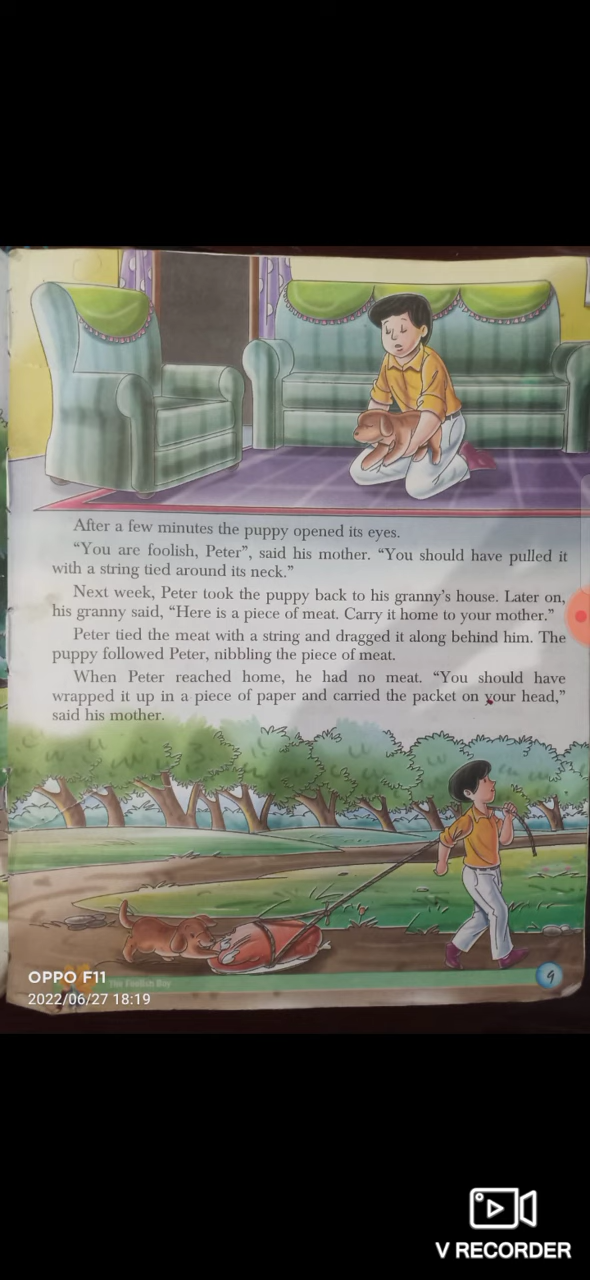 After a few minutes the puppy opened its eyes.
“You are foolish, Peter”, said his mother. “You should have pulled it
with a string tied around its neck.”
Next week, Peter took the puppy back to his granny’s house. Later on,
his granny said, “Here is a piece of meat. Carry it home to your mother.”
Peter tied the meat with a string and dragged it along behind him. The
puppy followed Peter, nibbling the piece of meat.
When Peter reached home, he had no meat. “You should have
wrapped it up in a piece of paper and carried the packet on your head,”
said his mother.
OPPO F11
The Foolish Boy
9
2022/06/27 18:19
V RECORDER